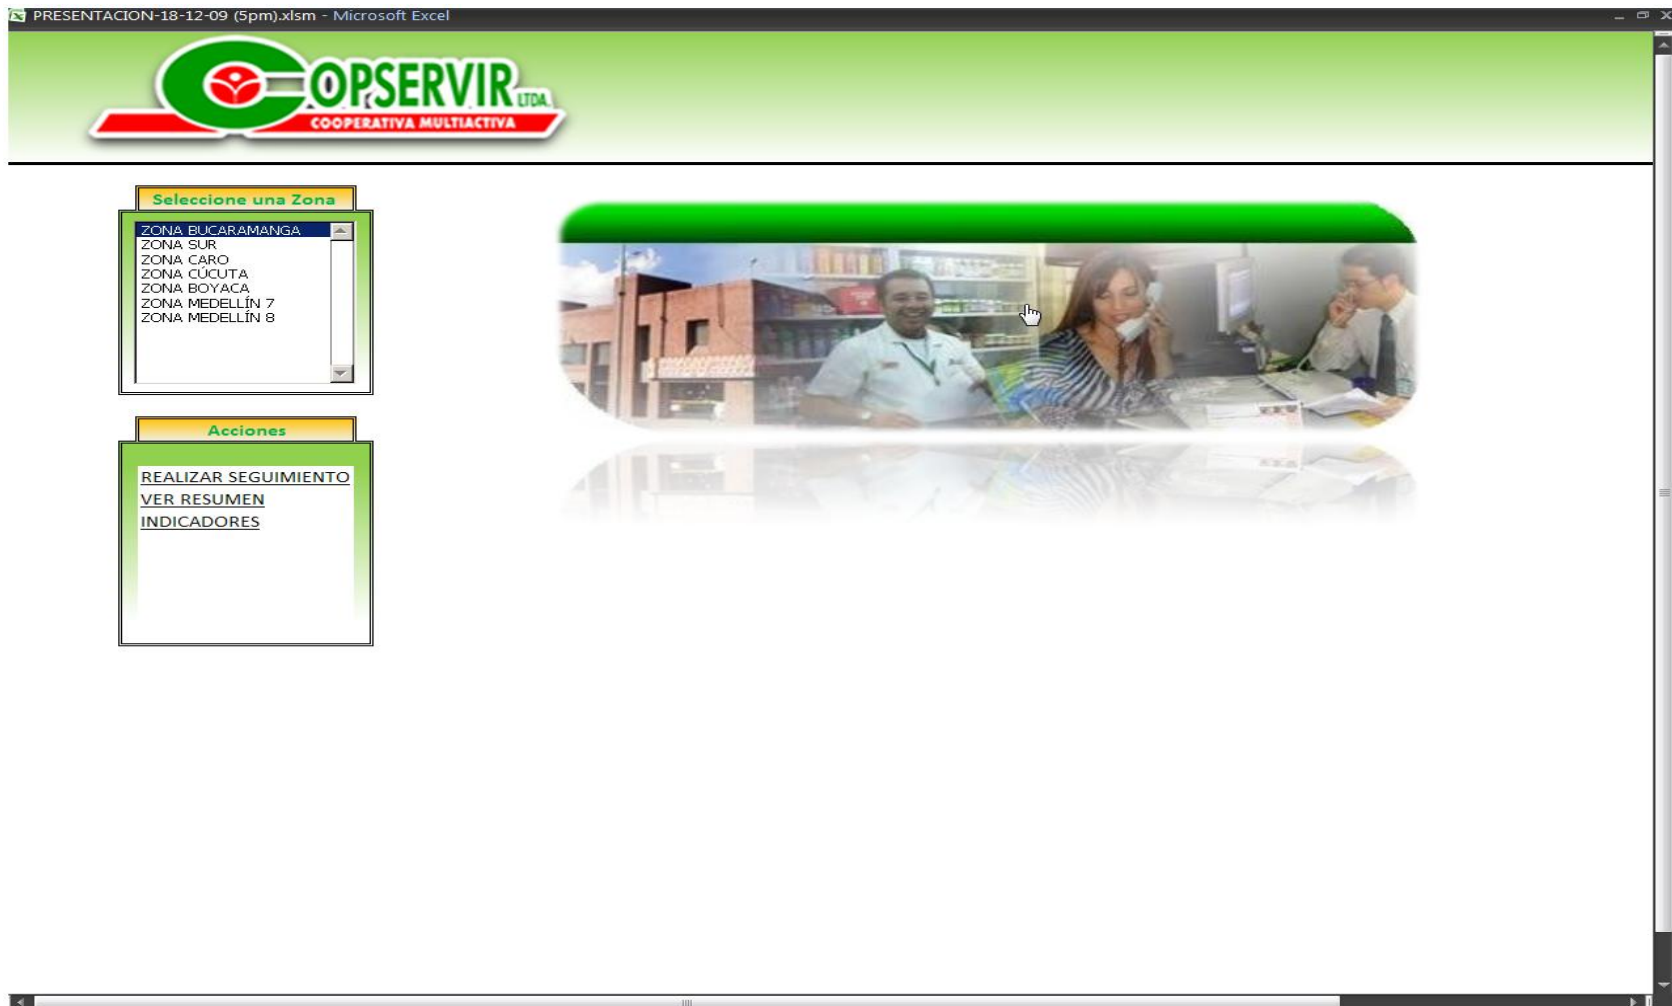 PRESENTACION-18-12-09 (5pm).xlsm - Microsoft Excel
COPSERVIR LTDA.
COOPERATIVA MULTIACTIVA
Seleccione una Zona
ZONA BUCARAMANGA
ZONA SUR
ZONA CARO
ZONA CÚCUTA
ZONA BOYACA
ZONA MEDELLÍN 7
ZONA MEDELLÍN 8
Acciones
REALIZAR SEGUIMIENTO
VER RESUMEN
INDICADORES